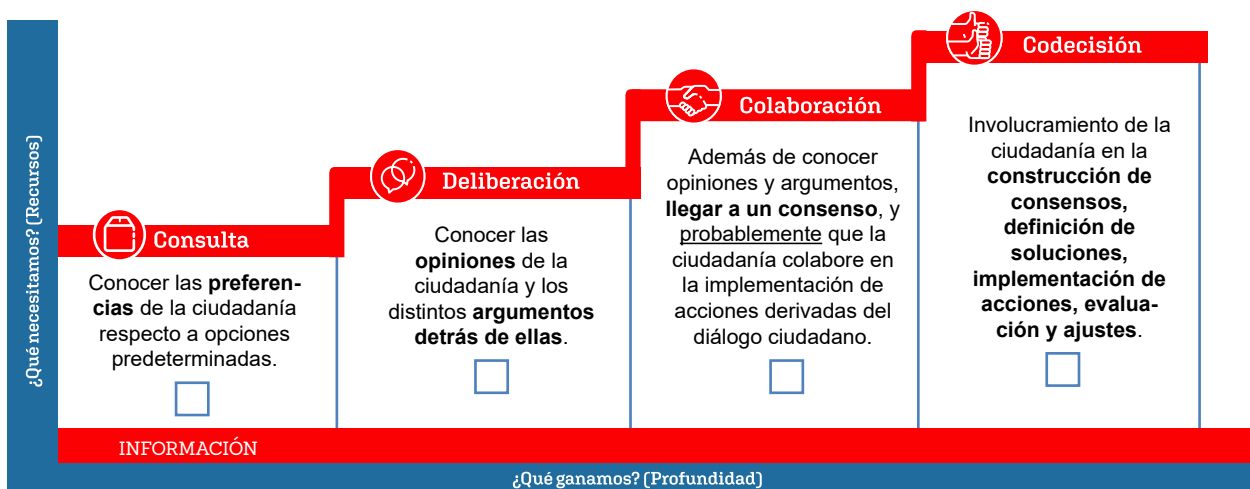 ¿Qué necesitamos? (Recursos)
Consulta
Conocer las preferen-
cias de la ciudadanía
respecto a opciones
predeterminadas.
Deliberación
Conocer las
opiniones de la
ciudadanía y los
distintos argumentos
detrás de ellas.
Colaboración
Además de conocer
opiniones y argumentos,
llegar a un consenso, y
probablemente que la
ciudadanía colabore en
la implementación de
acciones derivadas del
diálogo ciudadano.
Codecisión
Involucramiento de la
ciudadanía en la
construcción de
consensos,
definición de
soluciones,
implementación de
acciones, evalua-
ción y ajustes.
INFORMACIÓN
¿Qué ganamos? (Profundidad)